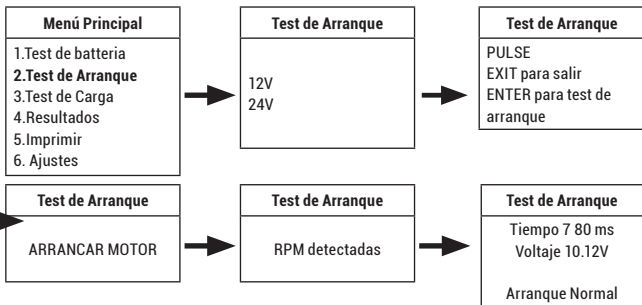 Menú Principal
1.Test de batteria
2.Test de Arranque
3.Test de Carga
4.Resultados
5.Imprimir
6. Ajustes
Test de Arranque
12V
24V
Test de Arranque
PULSE
EXIT para salir
ENTER para test de
arranque
Test de Arranque
ARRANCAR MOTOR
Test de Arranque
RPM detectadas
Test de Arranque
Tiempo 7 80 ms
Voltaje 10.12V
Arranque Normal